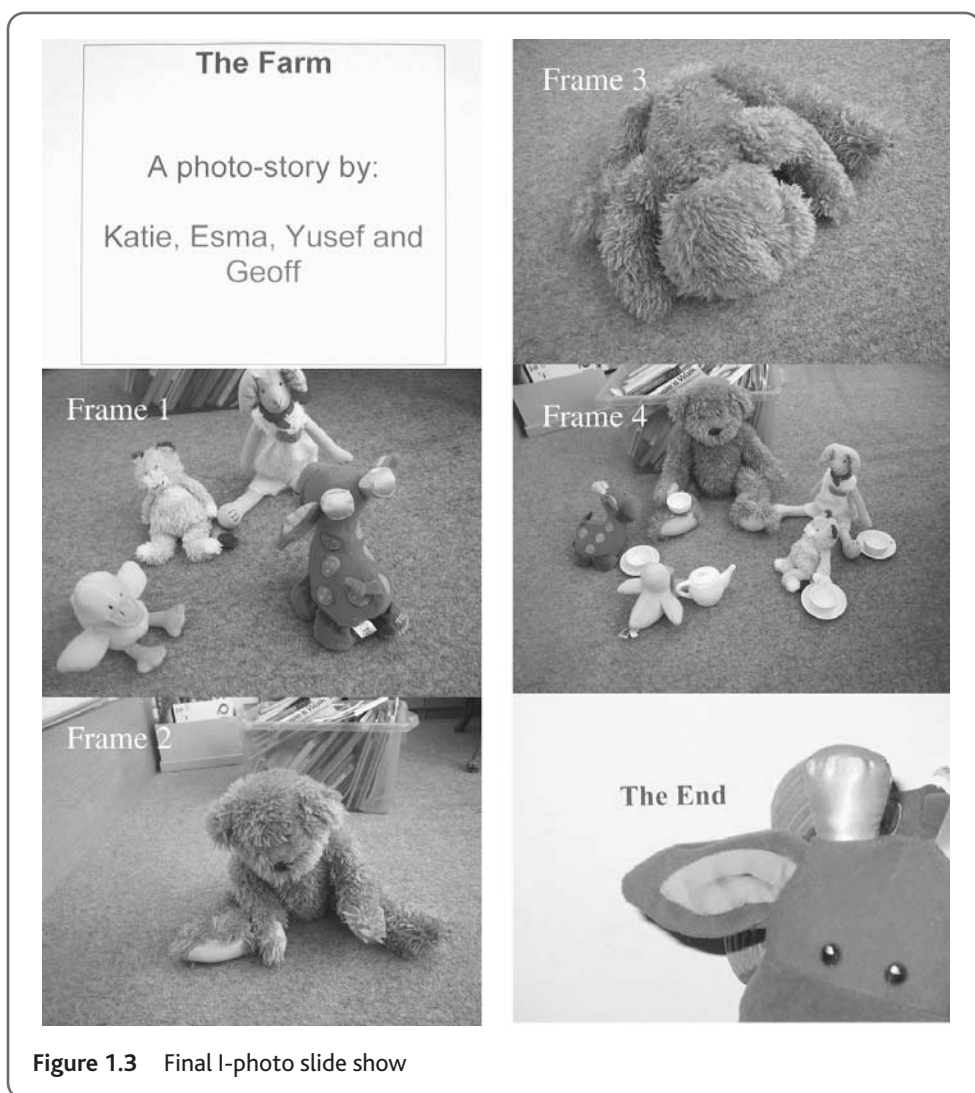 The Farm
A photo-story by:
Katie, Esma, Yusef and
Geoff
Frame 1
Frame 2
Frame 3
Frame 4
The End
Figure 1.3 Final I-photo slide show